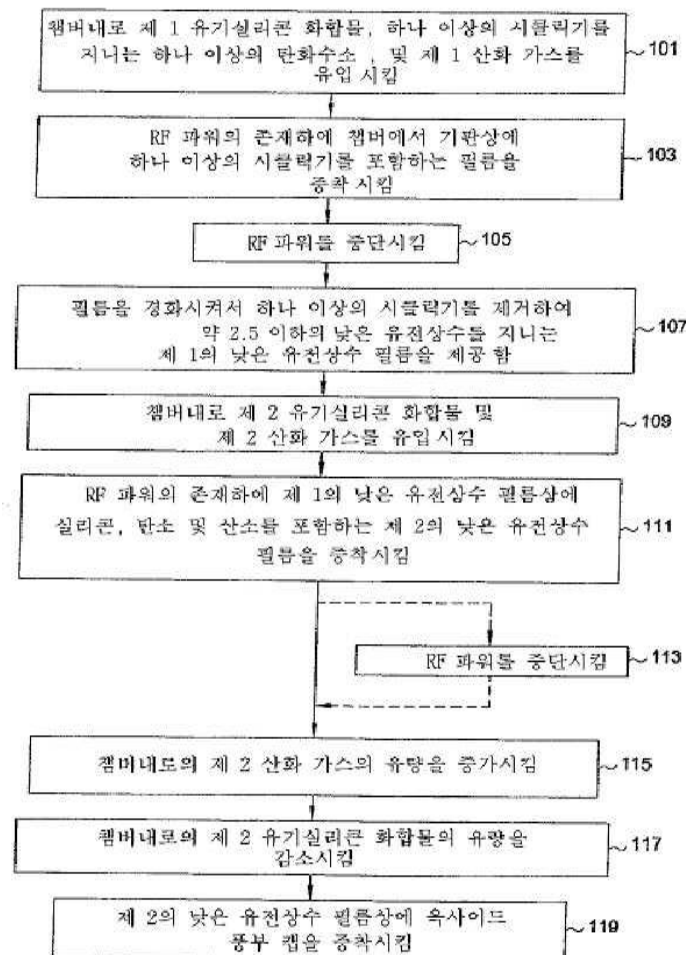 챔버내로 제 1 유기실리콘 화합물, 하나 이상의 시클릭기를
지니는 하나 이상의 탄화수소, 및 제 1 산화 가스를
유입 시킴
101
RF 파워의 존재하에 챔버에서 기판상에
하나 이상의 시클릭기를 포함하는 필름을
증착 시킴
103
RF 파워를 중단시킴
105
필름을 경화시켜서 하나 이상의 시클릭기를 제거하여
약 2.5 이하의 낮은 유전상수를 지니는
제 1의 낮은 유전상수 필름을 제공 함
107
챔버내로 제 2 유기실리콘 화합물 및
제 2 산화 가스를 유입시킴
109
RF 파워의 존재하에 제 1의 낮은 유전상수 필름상에
실리콘, 탄소 및 산소를 포함하는 제 2의 낮은 유전상수
필름을 증착시킴
111
RF 파워를 중단시킴
113
챔버내로의 제 2 산화 가스의 유량을 증가시킴
115
챔버내로의 제 2 유기실리콘 화합물의 유량을
감소시킴
117
제 2의 낮은 유전상수 필름상에 옥사이드
풍부 캡을 증착시킴
119